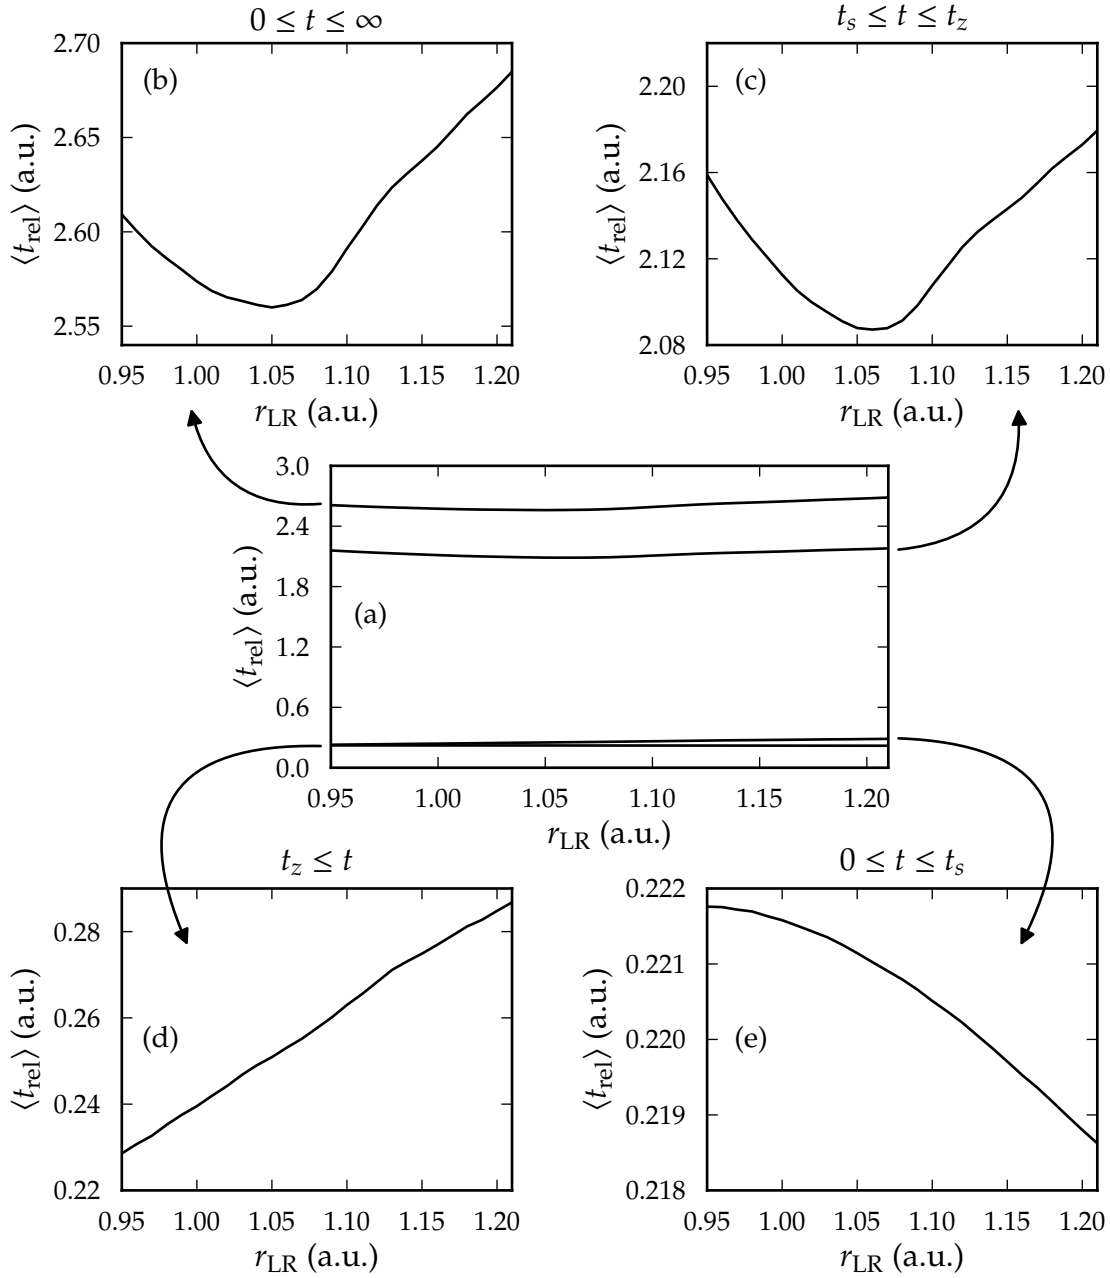 0 ≤ t ≤ ∞
(b)
2.70
2.65
2.60
2.55
⟨t_rel⟩ (a.u.)
0.95 1.00 1.05 1.10 1.15 1.20
r_LR (a.u.)
t_s ≤ t ≤ t_z
(c)
2.20
2.16
2.12
2.08
⟨t_rel⟩ (a.u.)
0.95 1.00 1.05 1.10 1.15 1.20
r_LR (a.u.)
(a)
3.0
2.4
1.8
1.2
0.6
0.0
⟨t_rel⟩ (a.u.)
0.95 1.00 1.05 1.10 1.15 1.20
r_LR (a.u.)
t_z ≤ t
(d)
0.28
0.26
0.24
0.22
⟨t_rel⟩ (a.u.)
0.95 1.00 1.05 1.10 1.15 1.20
r_LR (a.u.)
0 ≤ t ≤ t_s
(e)
0.222
0.221
0.220
0.219
0.218
⟨t_rel⟩ (a.u.)
0.95 1.00 1.05 1.10 1.15 1.20
r_LR (a.u.)